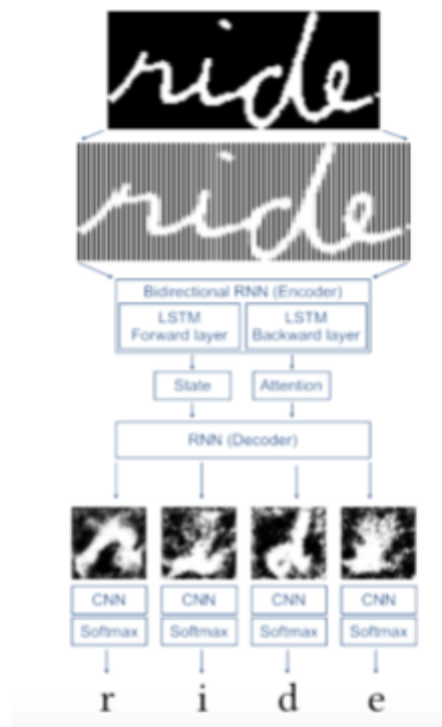 ride
ride
Bidirectional RNN (Encoder)
LSTM LSTM
Forward layer Backward layer
State Attention
RNN (Decoder)
CNN CNN CNN CNN
Softmax Softmax Softmax Softmax
r i d e